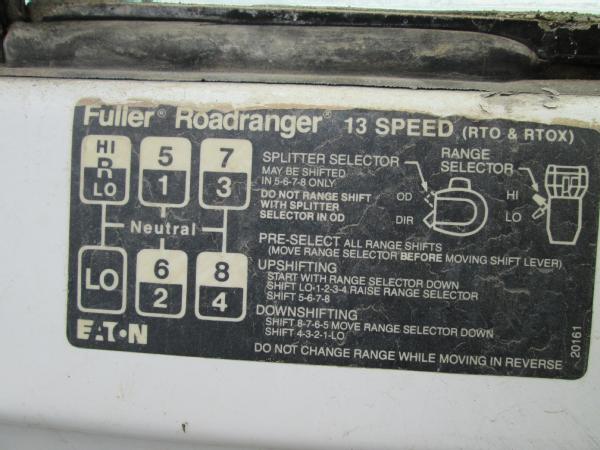 Fuller® Roadranger® 13 SPEED (RTO & RTOX)
HI R LO
5 1
7 3
Neutral
LO
6 2
8 4
SPLITTER SELECTOR
MAY BE SHIFTED
IN 5-6-7-8 ONLY
DO NOT RANGE SHIFT
WITH SPLITTER
SELECTOR IN OD
OD
DIR
RANGE
SELECTOR
HI
LO
PRE-SELECT ALL RANGE SHIFTS
(MOVE RANGE SELECTOR BEFORE MOVING SHIFT LEVER)
UPSHIFTING
START WITH RANGE SELECTOR DOWN
SHIFT LO-1-2-3-4 RAISE RANGE SELECTOR
SHIFT 5-6-7-8
DOWNSHIFTING
SHIFT 8-7-6-5 MOVE RANGE SELECTOR DOWN
SHIFT 4-3-2-1-LO
DO NOT CHANGE RANGE WHILE MOVING IN REVERSE
EATON
20161